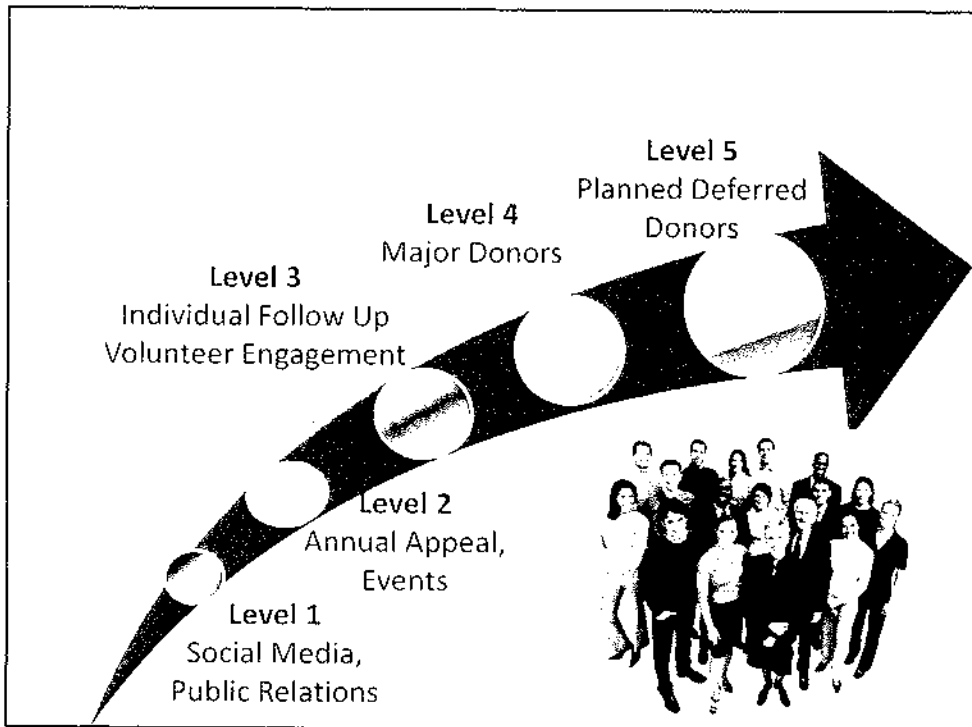 Level 5
Planned Deferred
Donors
Level 4
Major Donors
Level 3
Individual Follow Up
Volunteer Engagement
Level 2
Annual Appeal,
Events
Level 1
Social Media,
Public Relations